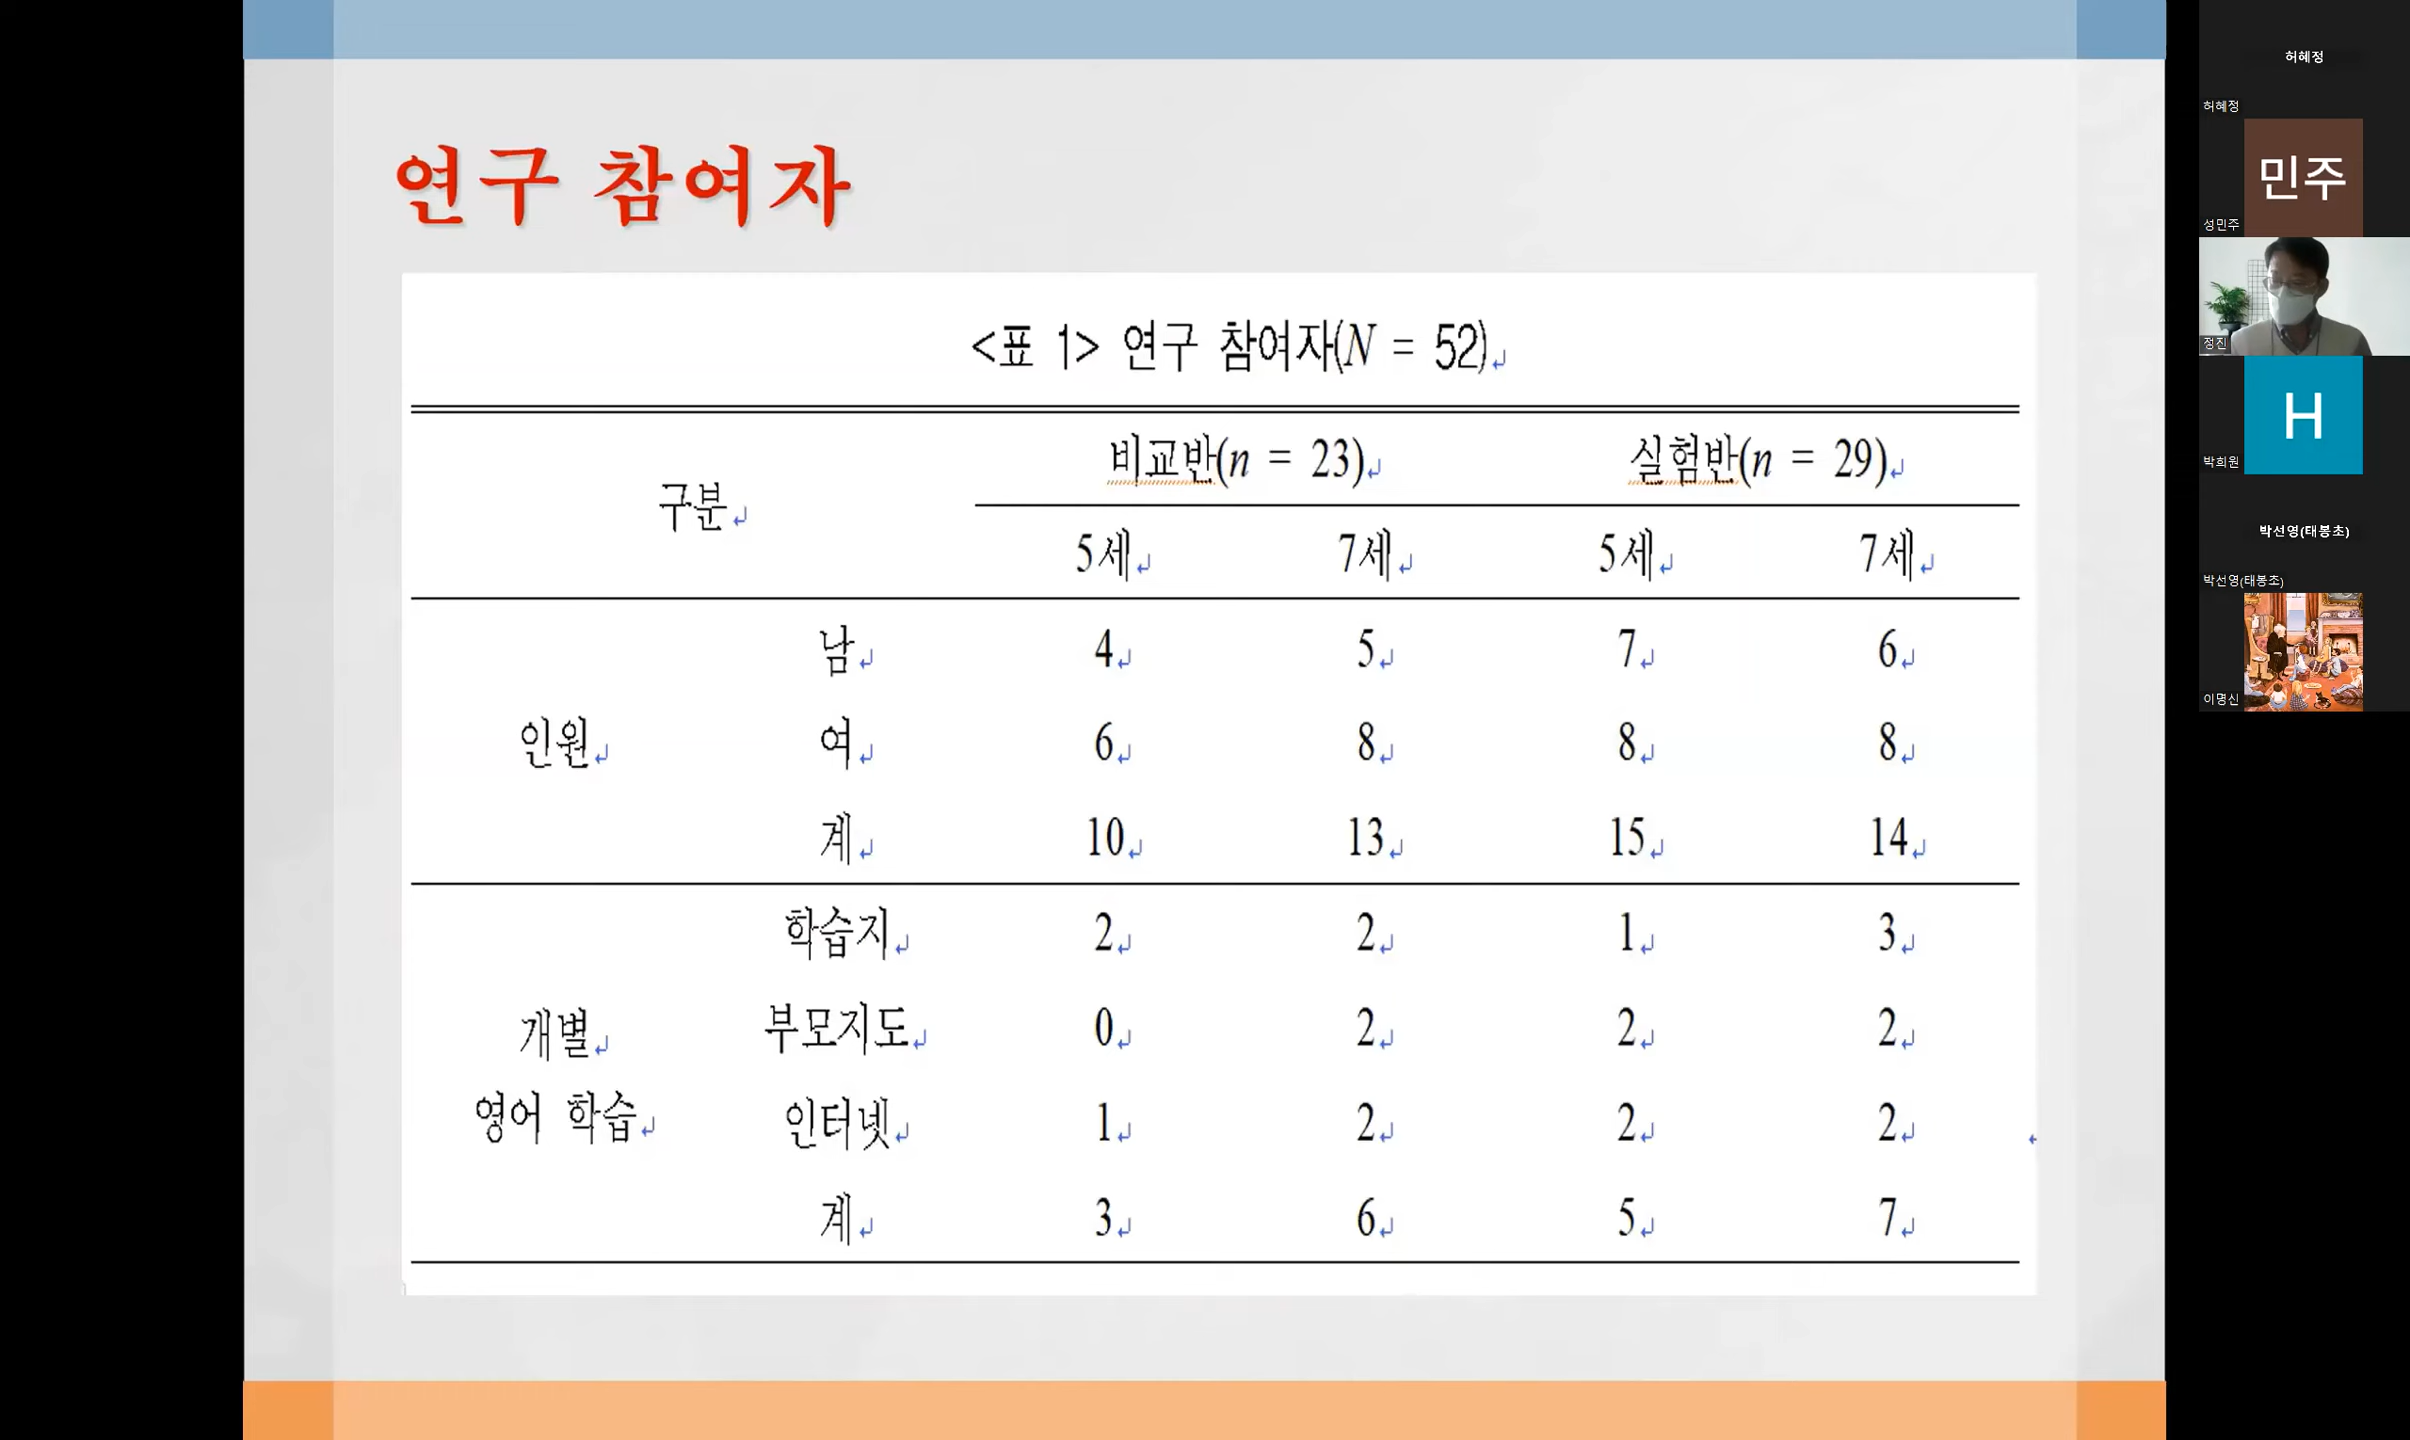 연구 참여자
<표 1> 연구 참여자(N = 52)
구분 비교반(n = 23) 실험반(n = 29)
5세 7세 5세 7세
인원 남 4 5 7 6
여 6 8 8 8
계 10 13 15 14
개별 영어 학습 학습지 2 2 1 3
부모지도 0 2 2 2
인터넷 1 2 2 2
계 3 6 5 7
허혜정
허혜정
민주
성민주
정진
H
박희원
박선영(태봉초)
박선영(태봉초)
이명신